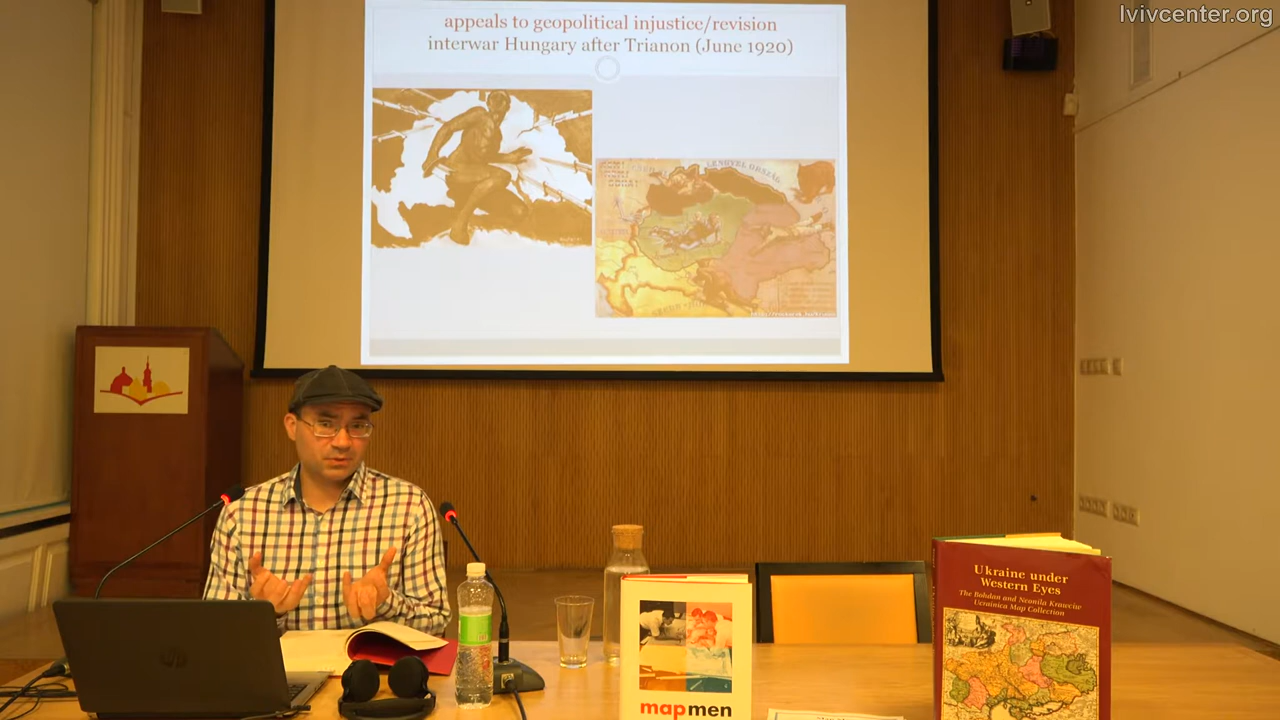 lvivcenter.org
appeals to geopolitical injustice/revision
interwar Hungary after Trianon (June 1920)
Ukraine under
Western Eyes
The Bohdan and Neonila Krawciw
Ucrainica Map Collection
mapmen
hp